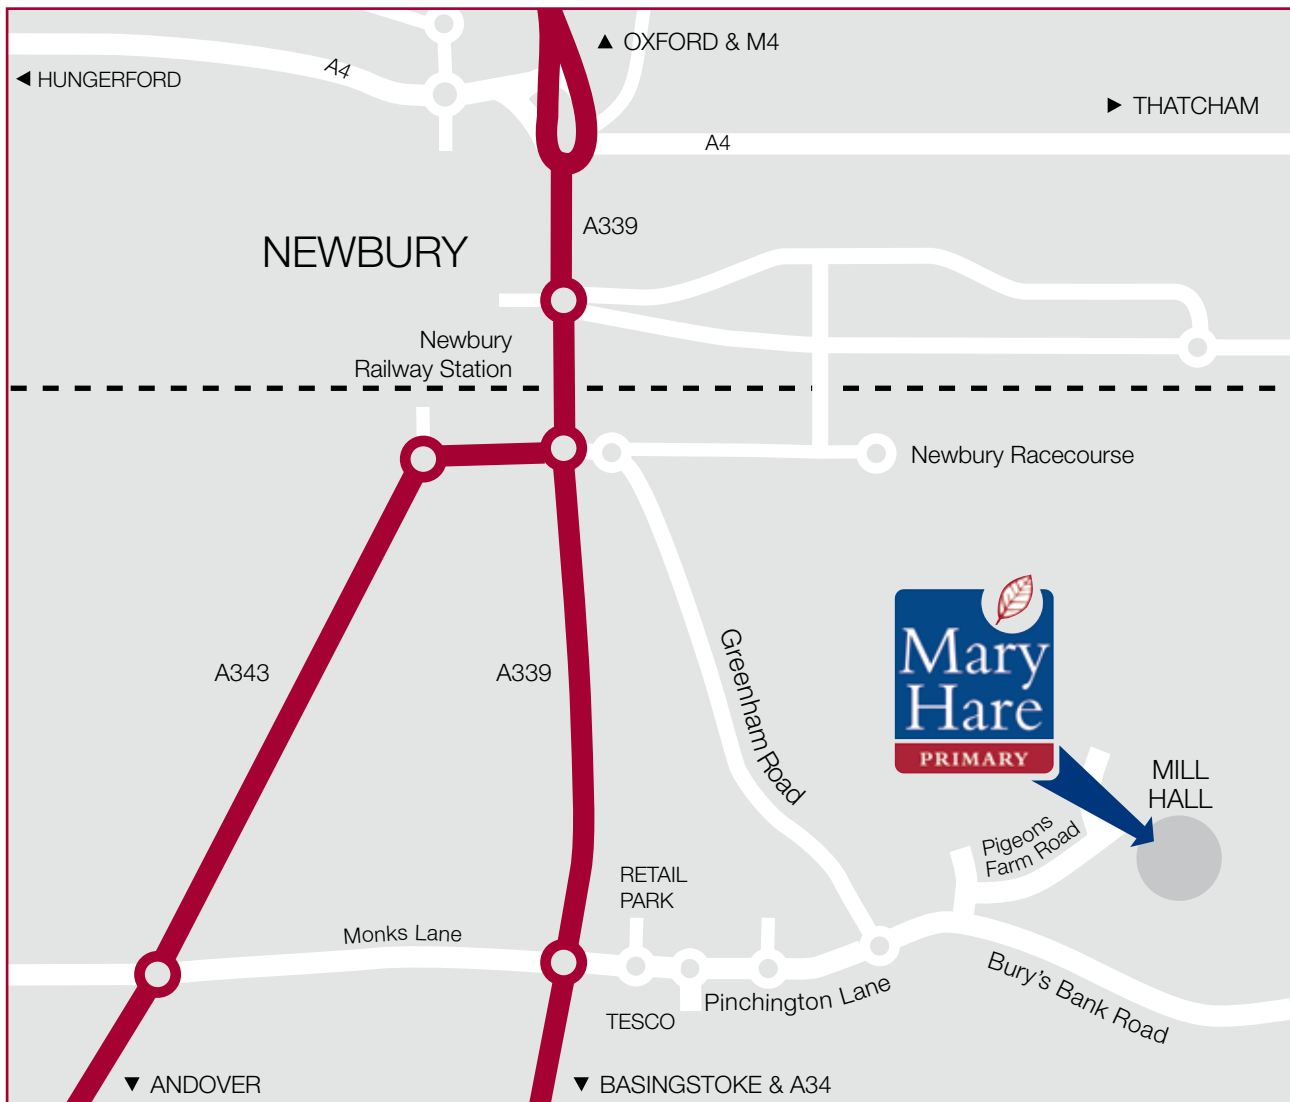 ▲ OXFORD & M4
A4
◀ HUNGERFORD
▶ THATCHAM
A4
A339
NEWBURY
Newbury
Railway Station
Newbury Racecourse
A343
A339
Greenham Road
Mary
Hare
PRIMARY
MILL
HALL
Pigeons
Farm Road
RETAIL
PARK
Monks Lane
Pinchington Lane
Bury's Bank Road
TESCO
▼ ANDOVER
▼ BASINGSTOKE & A34